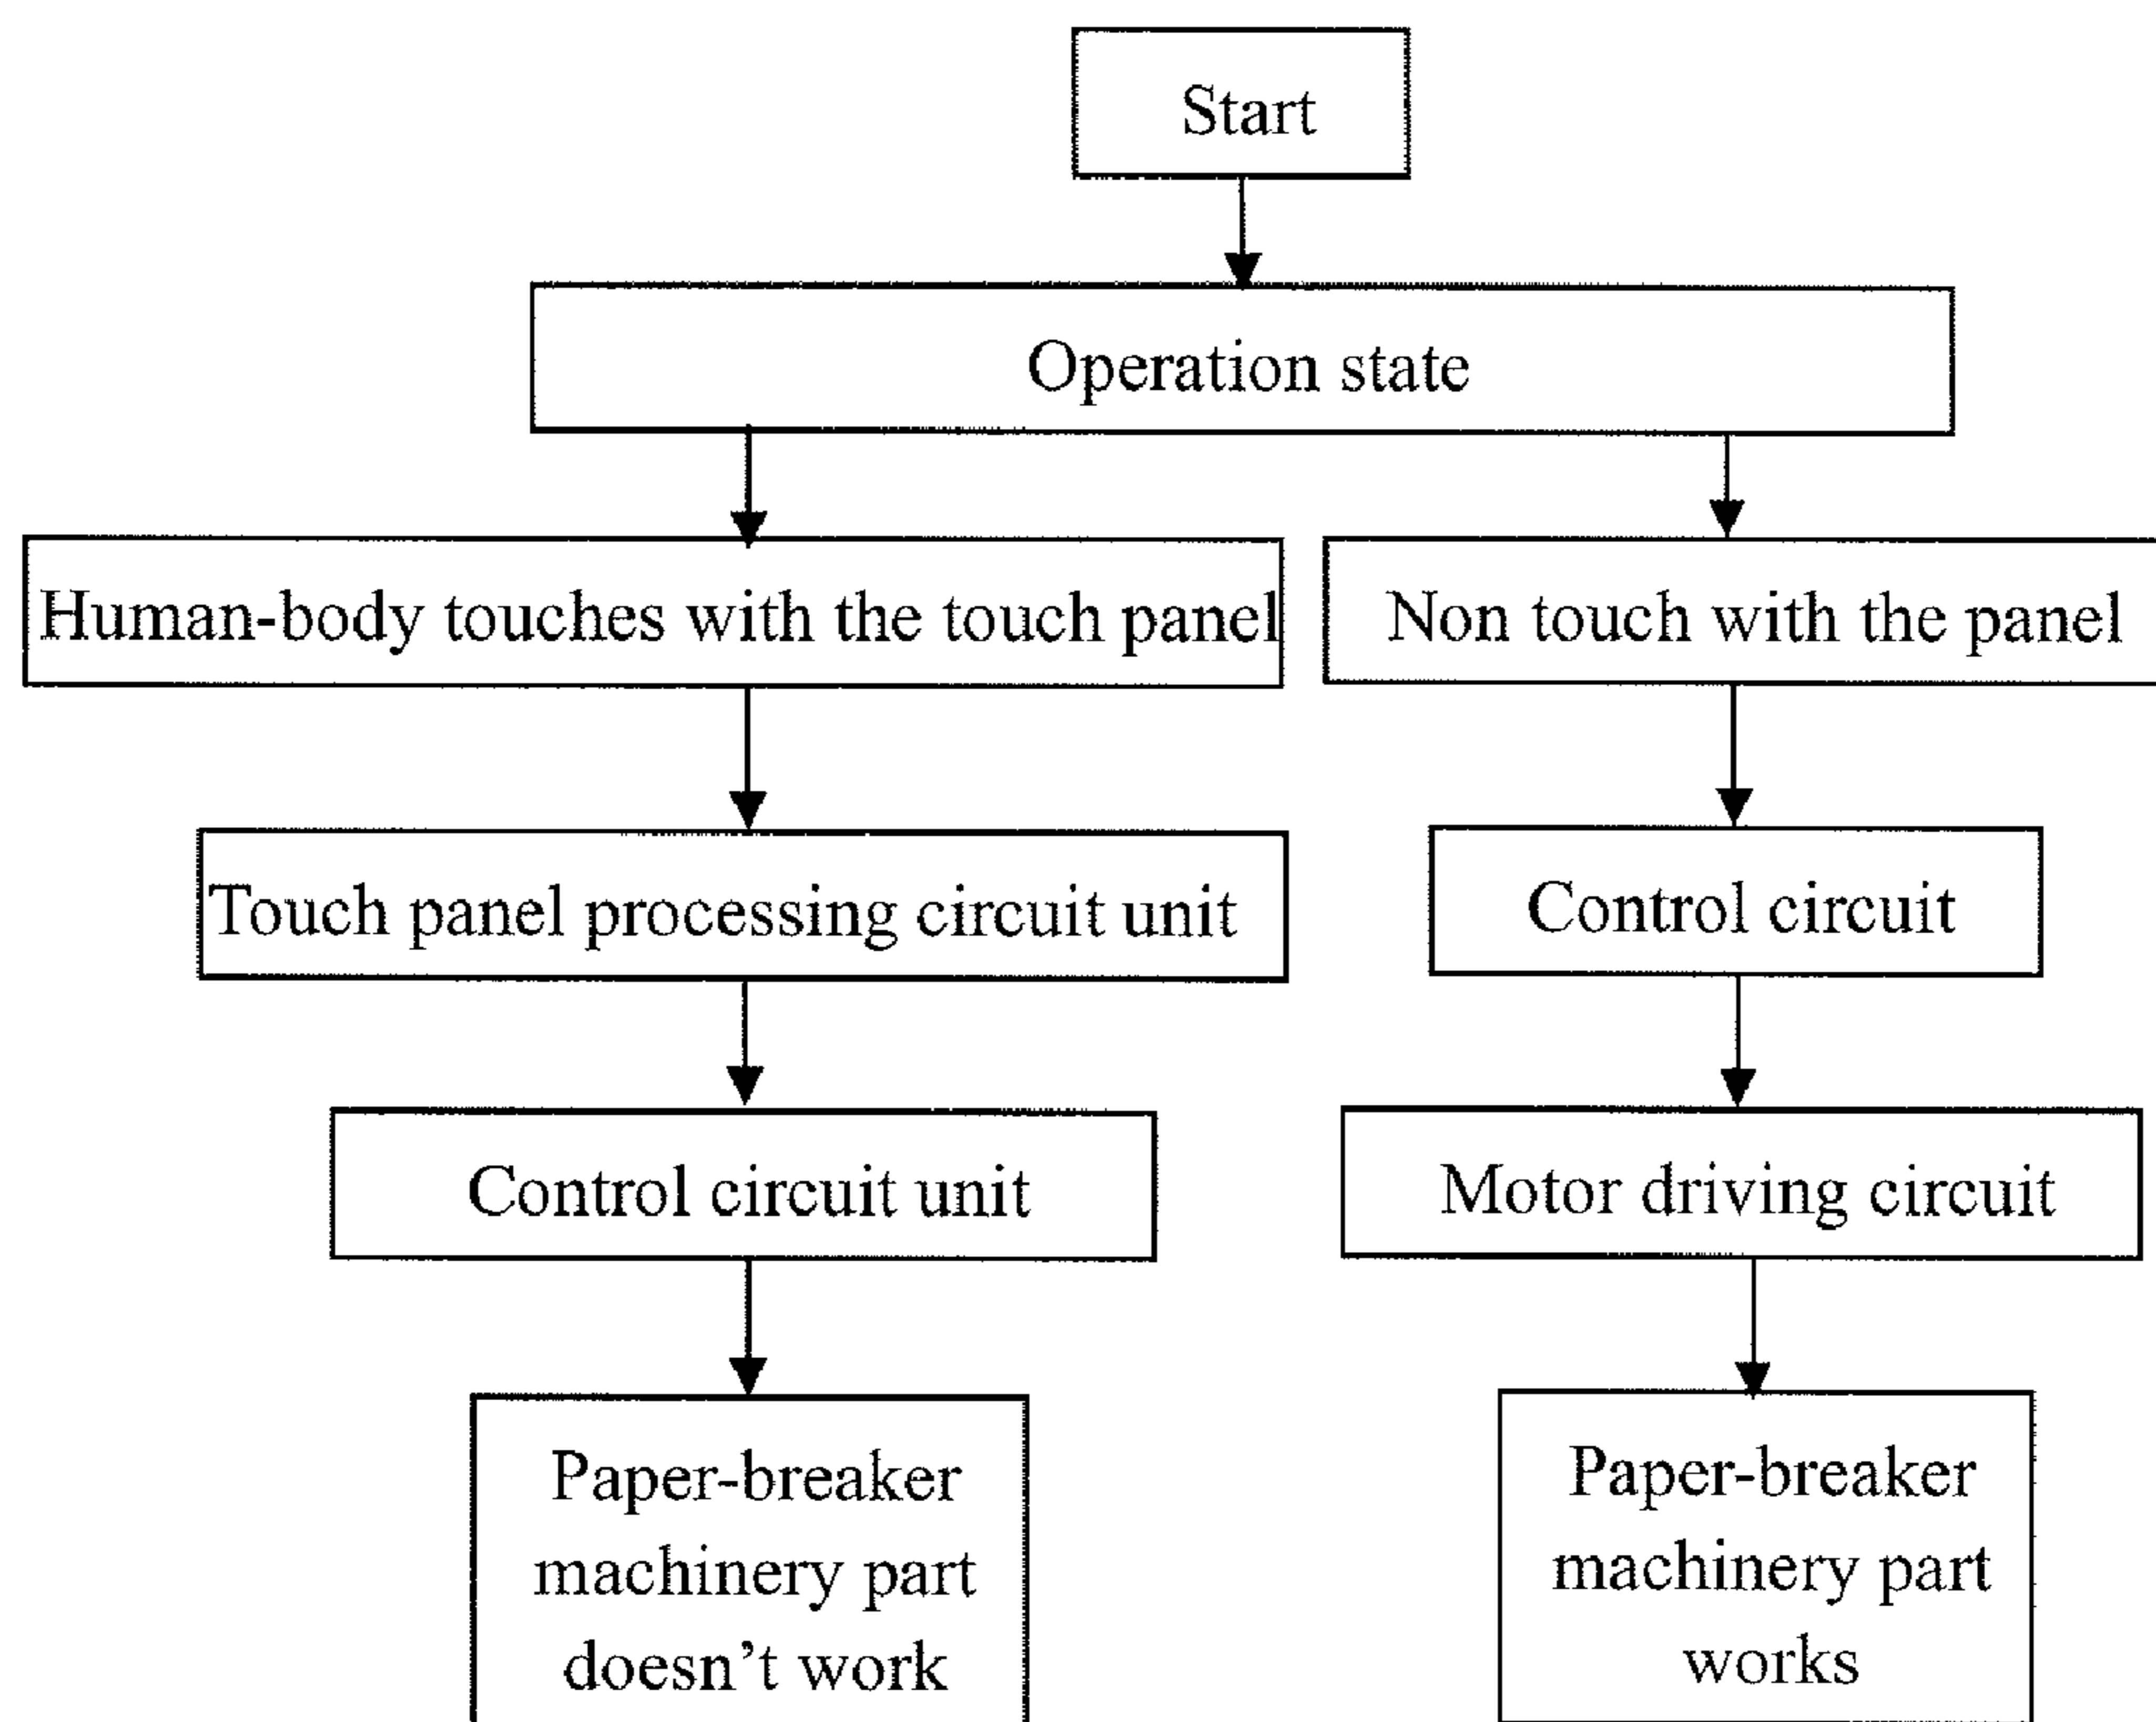 Start
Operation state
Human-body touches with the touch panel
Non touch with the panel
Touch panel processing circuit unit
Control circuit
Control circuit unit
Motor driving circuit
Paper-breaker
machinery part
doesn't work
Paper-breaker
machinery part
works